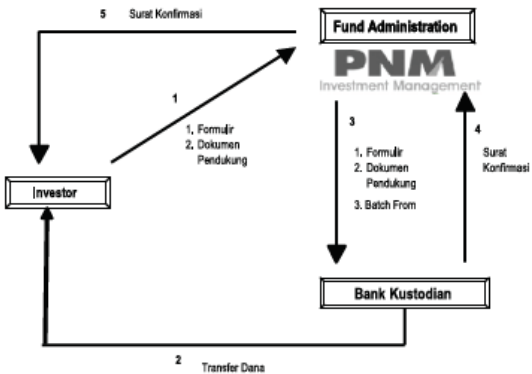 5 Surat Konfirmasi
Fund Administration
PNM
Investment Management
1
1. Formulir
2. Dokumen
Pendukung
3
1. Formulir
2. Dokumen
Pendukung
3. Batch From
4
Surat
Konfirmasi
Investor
Bank Kustodian
2 Transfer Dana